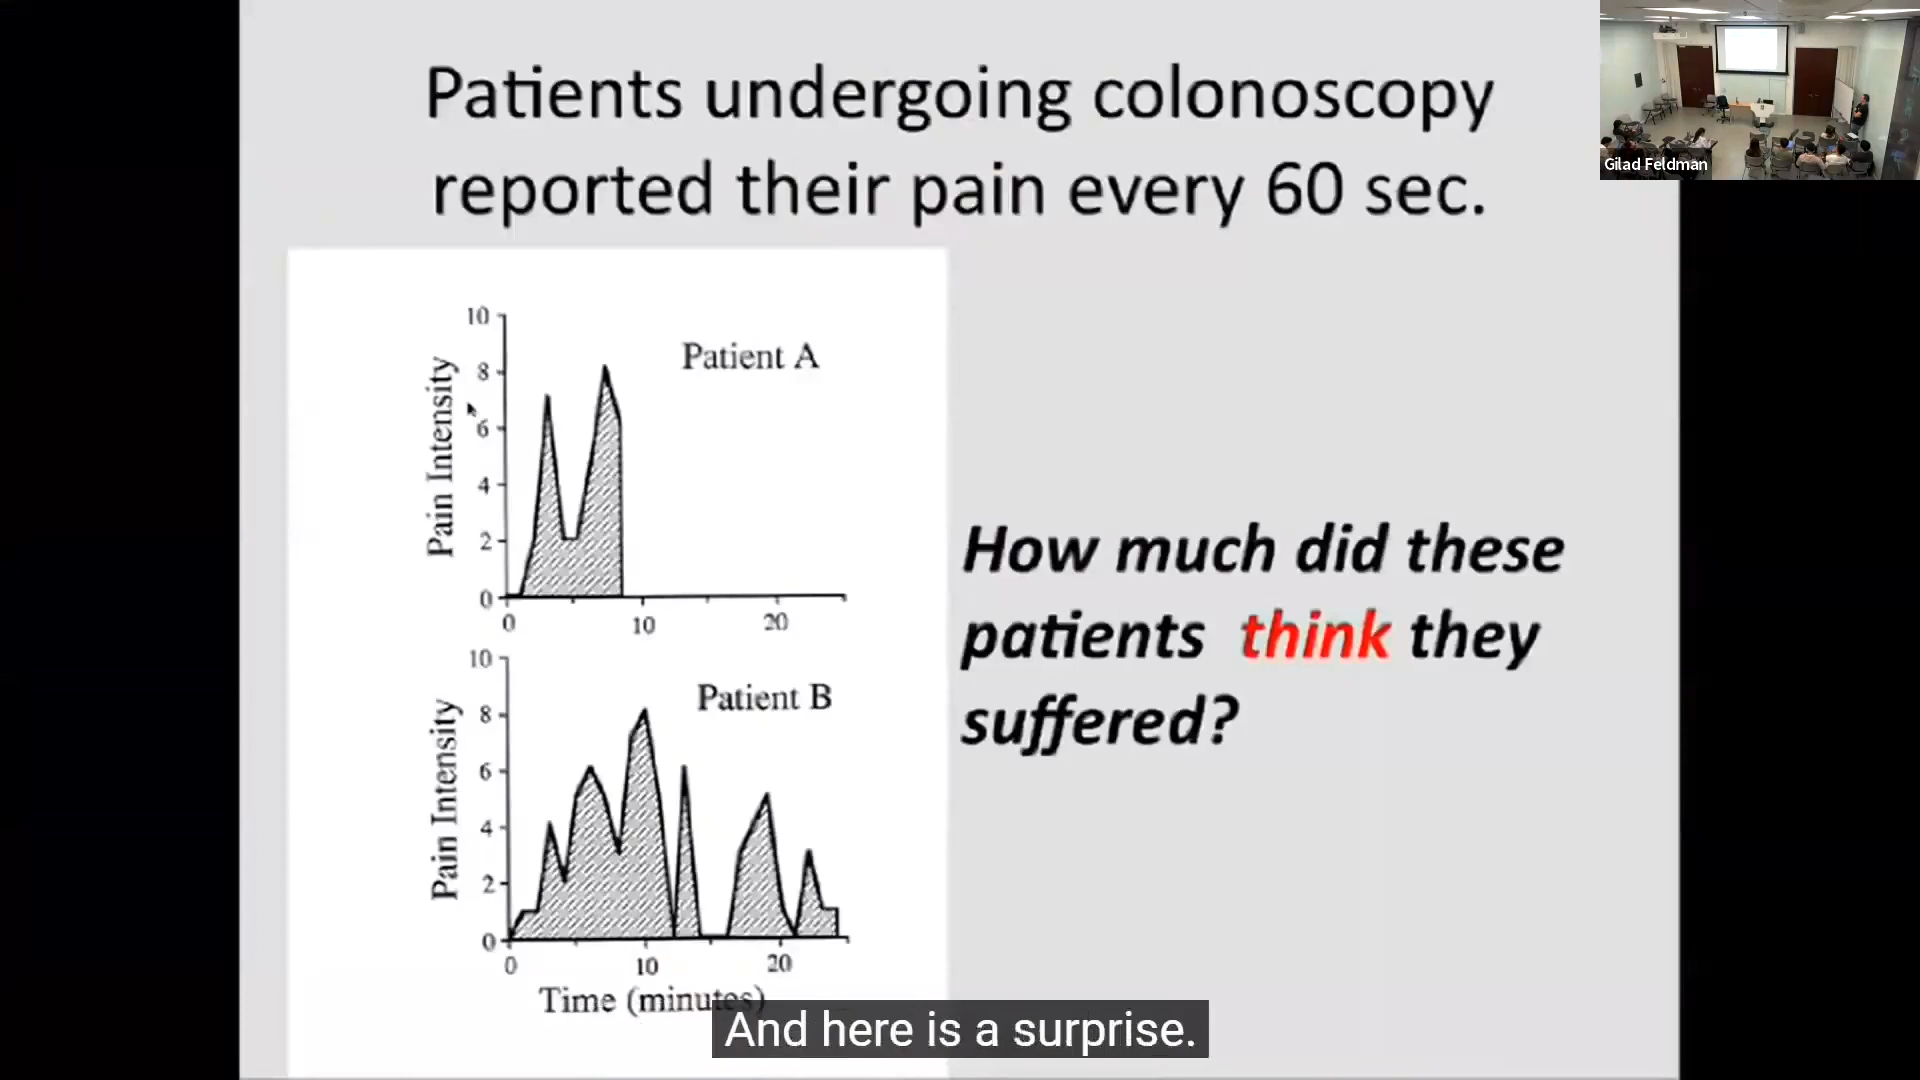 Patients undergoing colonoscopy
reported their pain every 60 sec.
Gilad Feldman
10
8
6
4
2
0
Pain Intensity
Patient A
0 10 20
10
8
6
4
2
0
Pain Intensity
Patient B
0 10 20
Time (minutes)
How much did these
patients think they
suffered?
And here is a surprise.